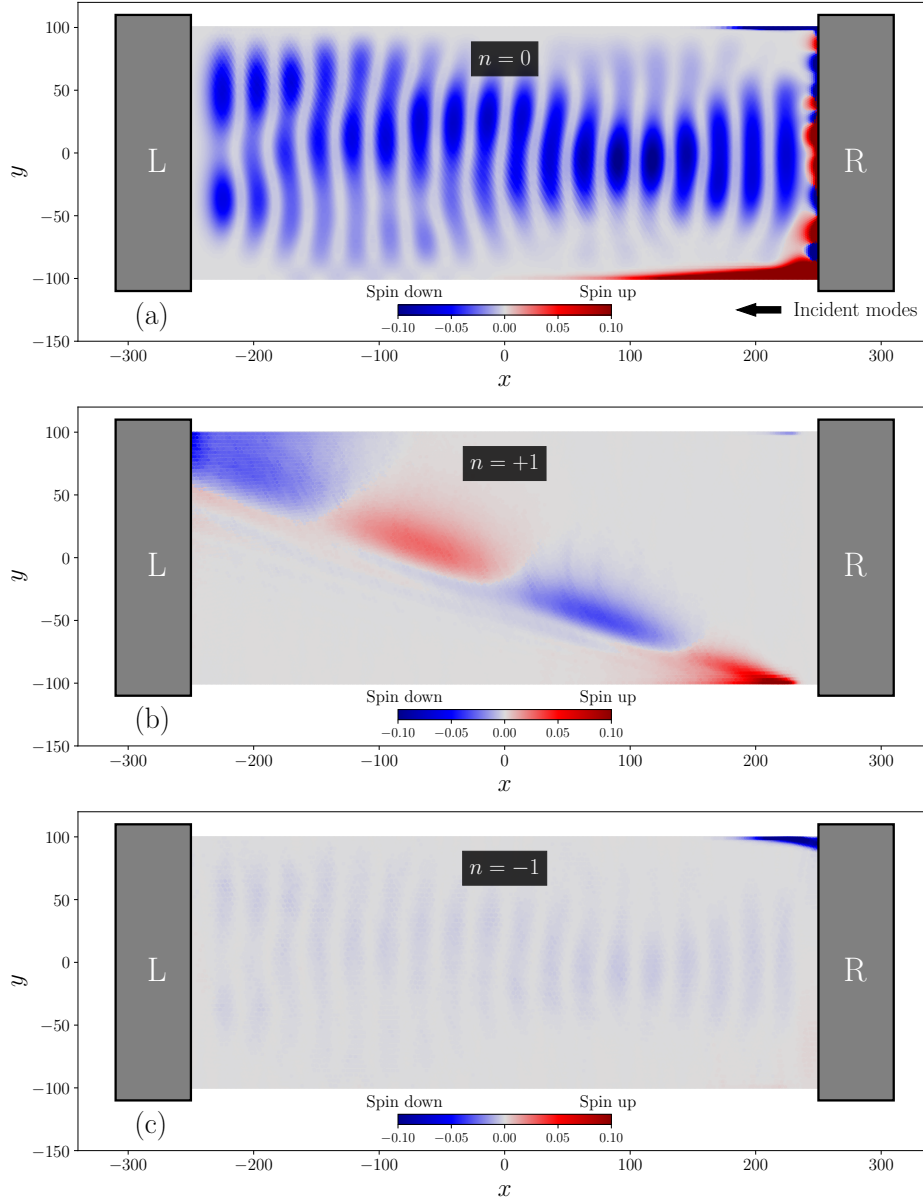 100
50
0
−50
−100
−150
y
L
n = 0
R
Spin down
Spin up
−0.10 −0.05 0.00 0.05 0.10
(a)
Incident modes
−300 −200 −100 0 100 200 300
x
100
50
0
−50
−100
−150
y
L
n = +1
R
Spin down
Spin up
−0.10 −0.05 0.00 0.05 0.10
(b)
−300 −200 −100 0 100 200 300
x
100
50
0
−50
−100
−150
y
L
n = −1
R
Spin down
Spin up
−0.10 −0.05 0.00 0.05 0.10
(c)
−300 −200 −100 0 100 200 300
x